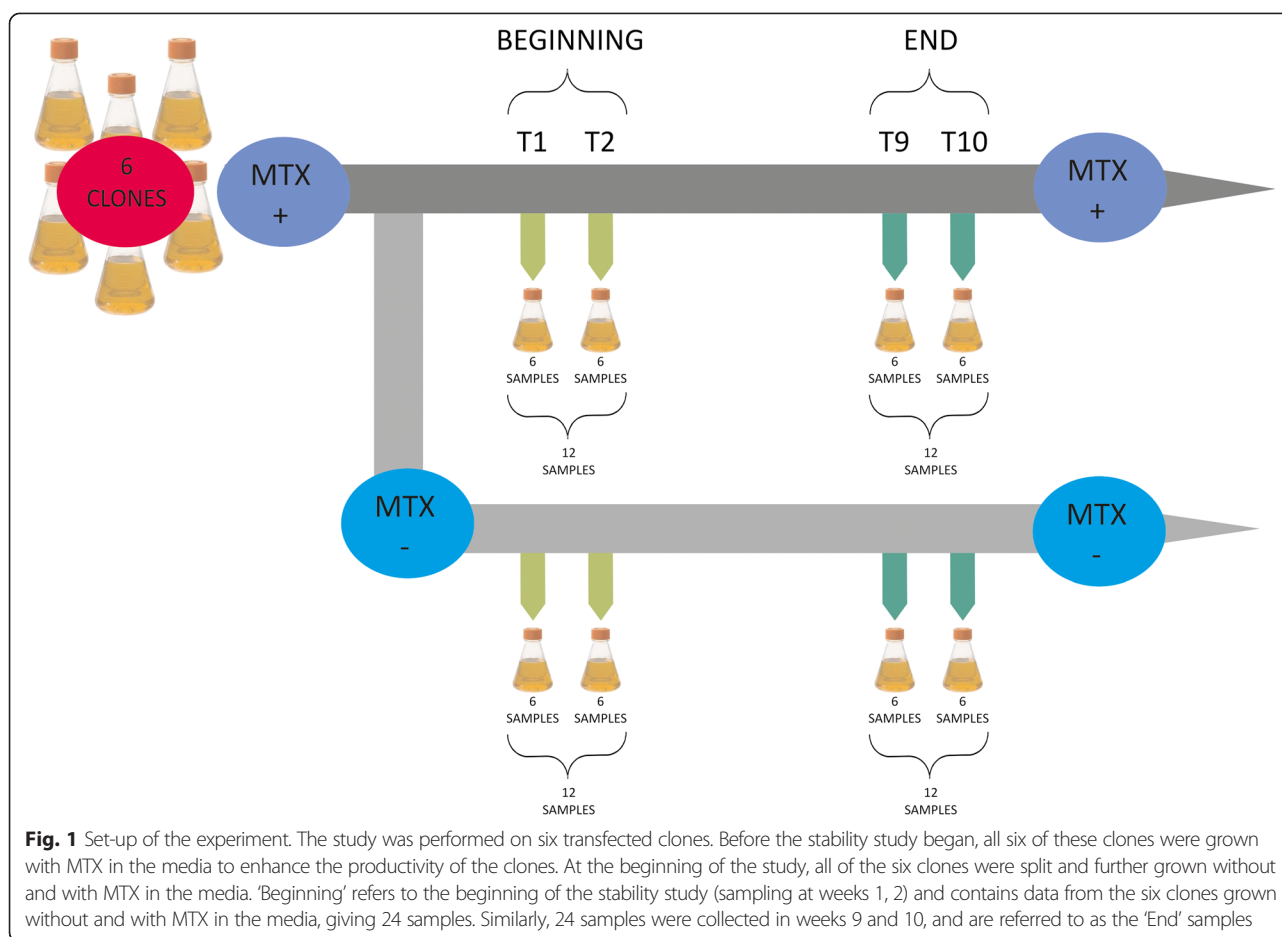 BEGINNING
END
T1 T2
T9 T10
6
CLONES
MTX
+
MTX
+
6
SAMPLES
6
SAMPLES
6
SAMPLES
6
SAMPLES
12
SAMPLES
12
SAMPLES
MTX
-
MTX
-
6
SAMPLES
6
SAMPLES
6
SAMPLES
6
SAMPLES
12
SAMPLES
12
SAMPLES
Fig. 1 Set-up of the experiment. The study was performed on six transfected clones. Before the stability study began, all six of these clones were grown
with MTX in the media to enhance the productivity of the clones. At the beginning of the study, all of the six clones were split and further grown without
and with MTX in the media. ‘Beginning’ refers to the beginning of the stability study (sampling at weeks 1, 2) and contains data from the six clones grown
without and with MTX in the media, giving 24 samples. Similarly, 24 samples were collected in weeks 9 and 10, and are referred to as the ‘End’ samples